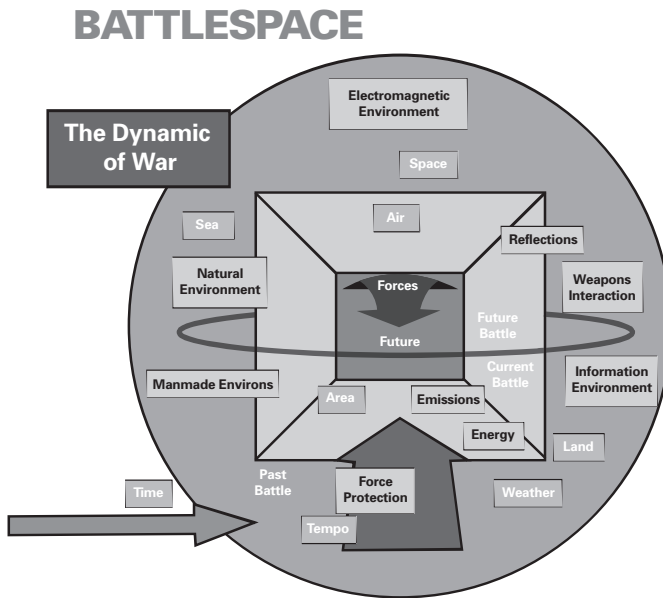 BATTLESPACE
Electromagnetic
Environment
The Dynamic
of War
Space
Sea
Air
Reflections
Natural
Environment
Forces
Weapons
Interaction
Future
Battle
Future
Current
Battle
Information
Environment
Manmade Environs
Area
Emissions
Energy
Land
Past
Battle
Force
Protection
Time
Weather
Tempo